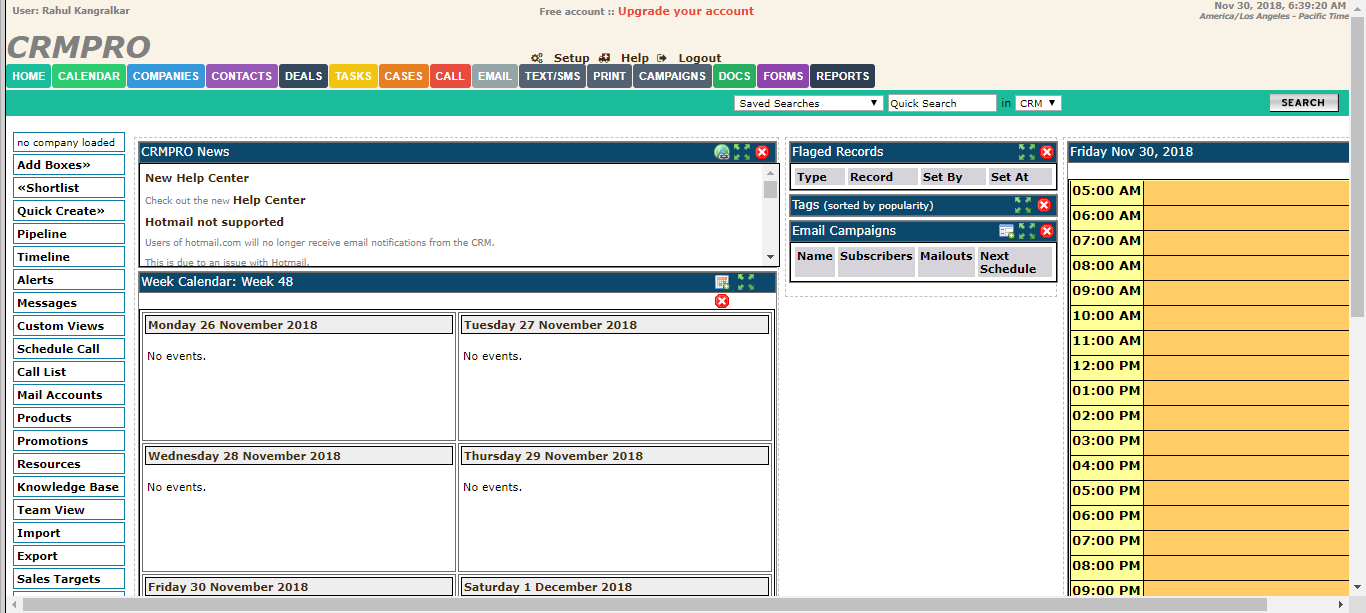 User: Rahul Kangralkar
Free account :: Upgrade your account
Nov 30, 2018, 6:39:20 AM
America/Los Angeles - Pacific Time
CRMPRO
Setup Help Logout
HOME CALENDAR COMPANIES CONTACTS DEALS TASKS CASES CALL EMAIL TEXT/SMS PRINT CAMPAIGNS DOCS FORMS REPORTS
Saved Searches Quick Search in CRM SEARCH
no company loaded
Add Boxes»
«Shortlist
Quick Create»
Pipeline
Timeline
Alerts
Messages
Custom Views
Schedule Call
Call List
Mail Accounts
Products
Promotions
Resources
Knowledge Base
Team View
Import
Export
Sales Targets
CRMPRO News
New Help Center
Check out the new Help Center
Hotmail not supported
Users of hotmail.com will no longer receive email notifications from the CRM.
This is due to an issue with Hotmail.
Week Calendar: Week 48
Monday 26 November 2018
No events.
Tuesday 27 November 2018
No events.
Wednesday 28 November 2018
No events.
Thursday 29 November 2018
No events.
Friday 30 November 2018
Saturday 1 December 2018
Flaged Records
Type Record Set By Set At
Tags (sorted by popularity)
Email Campaigns
Name Subscribers Mailouts Next
Schedule
Friday Nov 30, 2018
05:00 AM
06:00 AM
07:00 AM
08:00 AM
09:00 AM
10:00 AM
11:00 AM
12:00 PM
01:00 PM
02:00 PM
03:00 PM
04:00 PM
05:00 PM
06:00 PM
07:00 PM
08:00 PM
09:00 PM